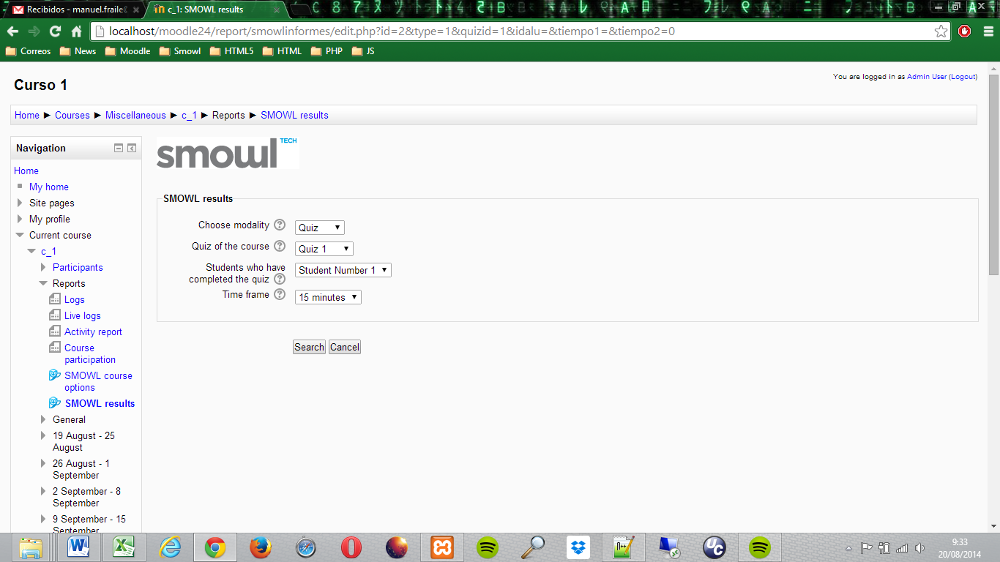 Recibidos - manuel.fraile@
c_1: SMOWL results
localhost/moodle24/report/smowlinformes/edit.php?id=2&type=1&quizid=1&idalu=&tiempo1=&tiempo2=0
Correos News Moodle Smowl HTML5 HTML PHP JS
You are logged in as Admin User (Logout)
Curso 1
Home ► Courses ► Miscellaneous ► c_1 ► Reports ► SMOWL results
Navigation
Home
My home
Site pages
My profile
Current course
c_1
Participants
Reports
Logs
Live logs
Activity report
Course
participation
SMOWL course
options
SMOWL results
General
19 August - 25
August
26 August - 1
September
2 September - 8
September
9 September - 15
September
smowl TECH
SMOWL results
Choose modality Quiz
Quiz of the course Quiz 1
Students who have
completed the quiz Student Number 1
Time frame 15 minutes
Search Cancel
9:33
20/08/2014